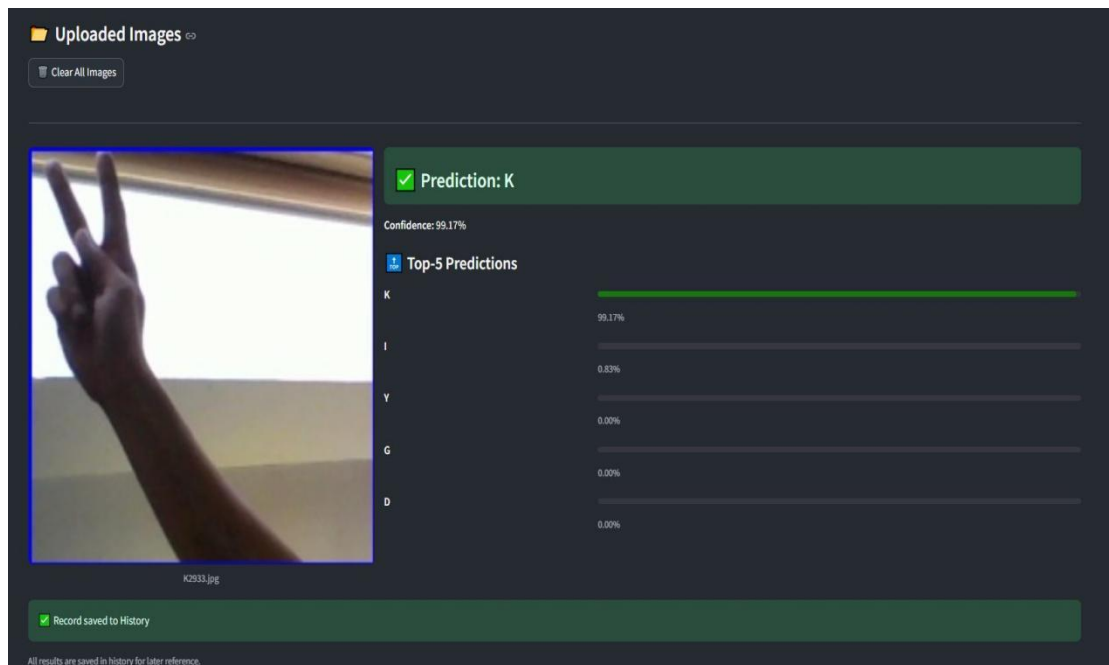 Uploaded Images
Clear All Images
Prediction: K
Confidence: 99.17%
TOP
Top-5 Predictions
K
99.17%
I
0.83%
Y
0.00%
G
0.00%
D
0.00%
K2933.jpg
Record saved to History
All results are saved in history for later reference.